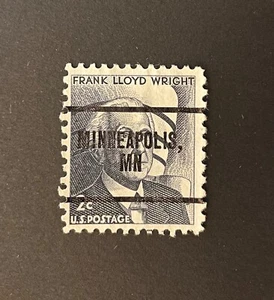 FRANK LLOYD WRIGHT
MINNEAPOLIS,
MN
2c
U.S. POSTAGE